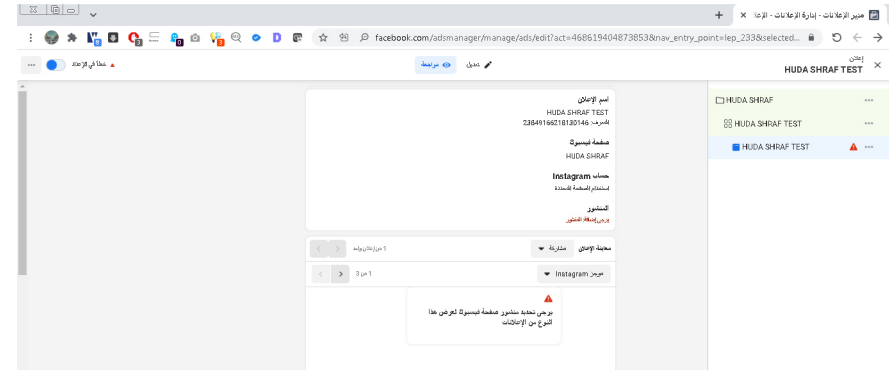 مدير الإعلانات - إدارة الإعلانات - الإعلا
facebook.com/adsmanager/manage/ads/edit?act=468619404873853&nav_entry_point=lep_233&selected...
إعلان
HUDA SHRAF TEST
تعديل
مراجعة
خطأ في الإعلان
HUDA SHRAF
HUDA SHRAF TEST
HUDA SHRAF TEST
اسم الإعلان
HUDA SHRAF TEST
المعرف: 23849166218130146
صفحة فيسبوك
HUDA SHRAF
حساب Instagram
استخدام الصفحة المحددة
المنشور
يرجى إضافة المنشور
معاينة الإعلان
مشاركة
1 من إعلان واحد
موجز Instagram
1 من 3
يرجى تحديد منشور صفحة فيسبوك لعرض هذا
النوع من الإعلانات